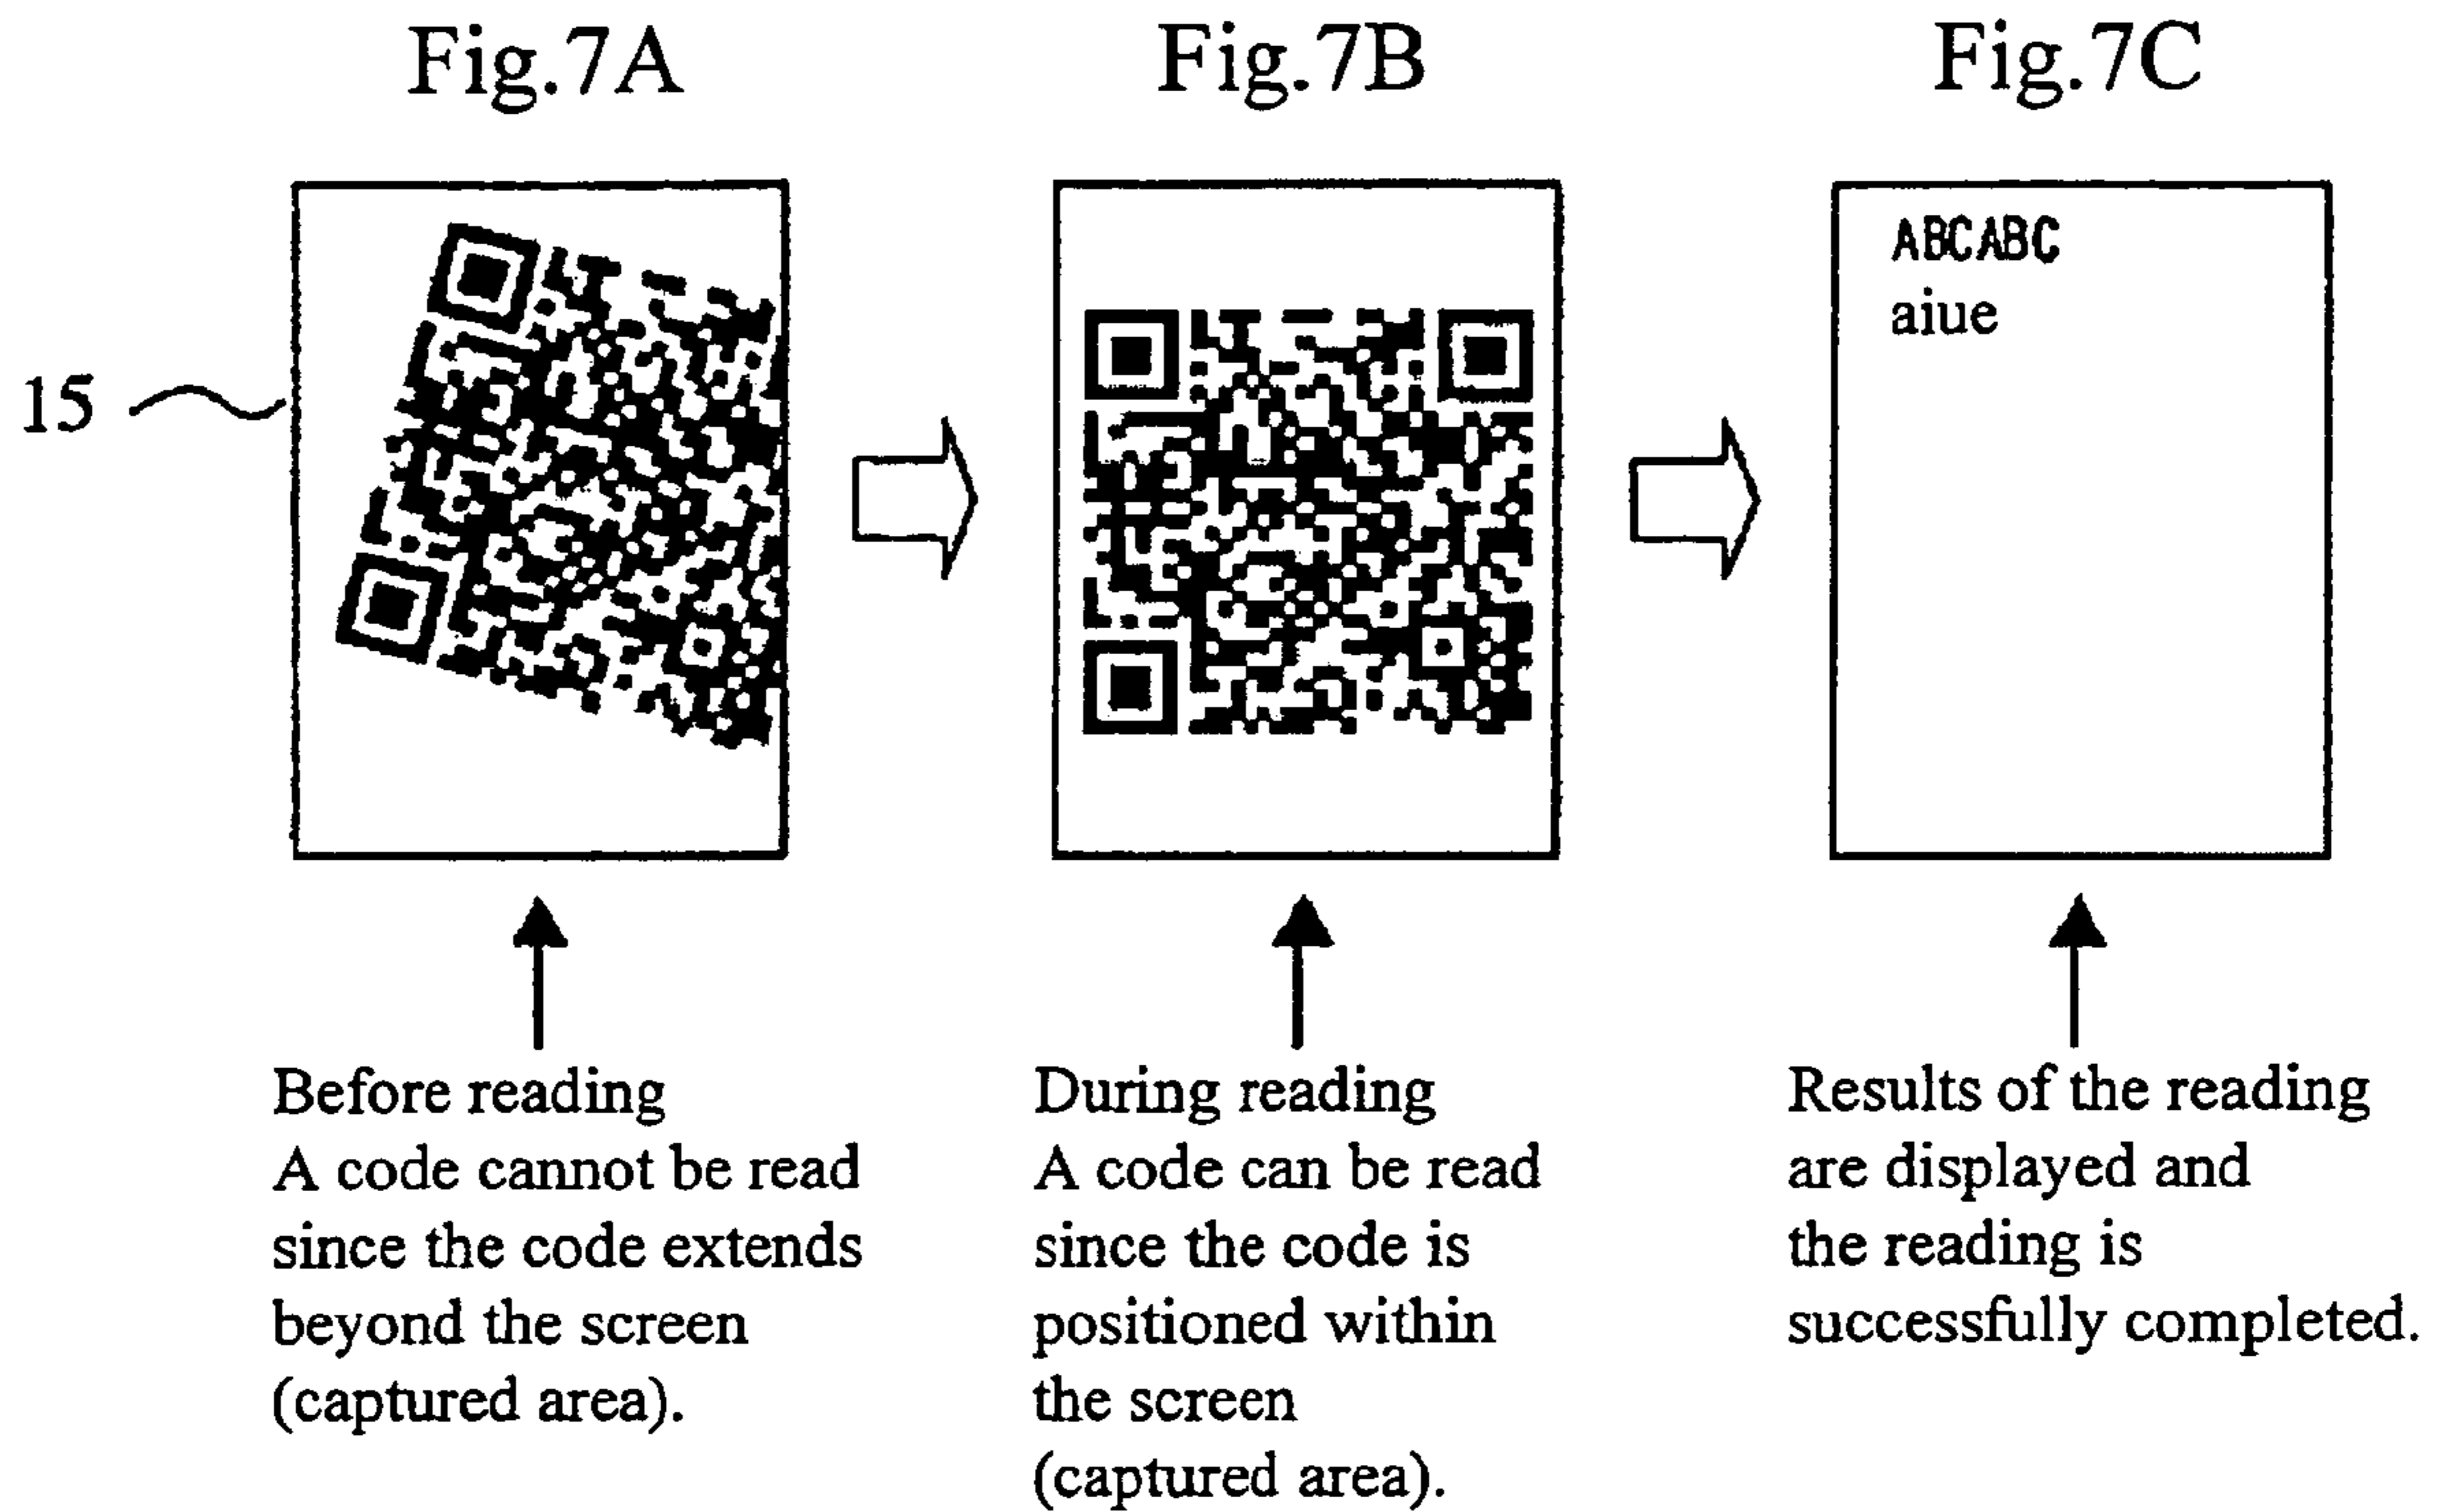 Fig.7A
Fig.7B
Fig.7C
15
ABCABC
aiue
Before reading
A code cannot be read
since the code extends
beyond the screen
(captured area).
During reading
A code can be read
since the code is
positioned within
the screen
(captured area).
Results of the reading
are displayed and
the reading is
successfully completed.